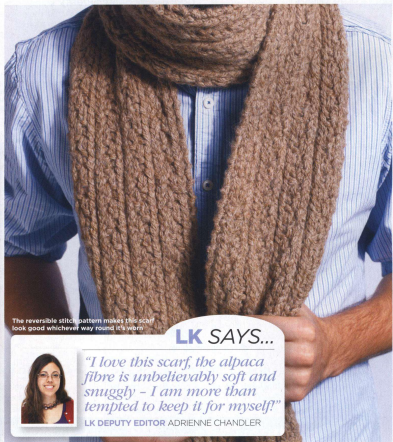 The reversible stitch pattern makes this scarf
look good whichever way round it's worn
LK SAYS...
"I love this scarf, the alpaca
fibre is unbelievably soft and
snuggly – I am more than
tempted to keep it for myself!"
LK DEPUTY EDITOR ADRIENNE CHANDLER